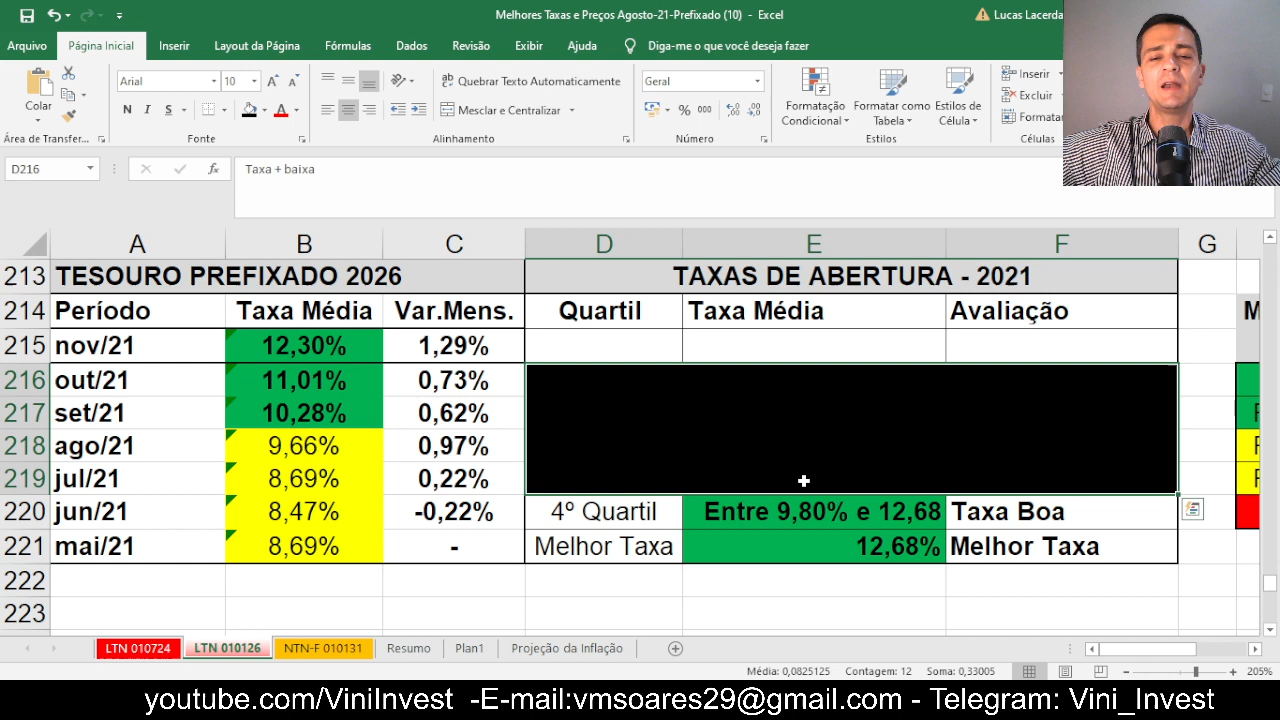 Melhores Taxas e Preços Agosto-21-Prefixado (10) - Excel
Lucas Lacerda
Arquivo Página Inicial Inserir Layout da Página Fórmulas Dados Revisão Exibir Ajuda Diga-me o que você deseja fazer
Colar
Arial 10
Quebrar Texto Automaticamente
Geral
Formatação Condicional
Formatar como Tabela
Estilos de Célula
Inserir
N I S
Mesclar e Centralizar
% 000
Excluir
Formatar
Área de Transfer... Fonte Alinhamento Número Estilos Células
D216 fx Taxa + baixa
A B C D E F G
213 TESOURO PREFIXADO 2026 TAXAS DE ABERTURA - 2021
214 Período Taxa Média Var.Mens. Quartil Taxa Média Avaliação M
215 nov/21 12,30% 1,29%
216 out/21 11,01% 0,73%
217 set/21 10,28% 0,62%
218 ago/21 9,66% 0,97%
219 jul/21 8,69% 0,22%
220 jun/21 8,47% -0,22% 4º Quartil Entre 9,80% e 12,68 Taxa Boa
221 mai/21 8,69% - Melhor Taxa 12,68% Melhor Taxa
222
223
LTN 010724 LTN 010126 NTN-F 010131 Resumo Plan1 Projeção da Inflação
Média: 0,0825125 Contagem: 12 Soma: 0,33005 205%
youtube.com/ViniInvest -E-mail:vmsoares29@gmail.com - Telegram: Vini_Invest